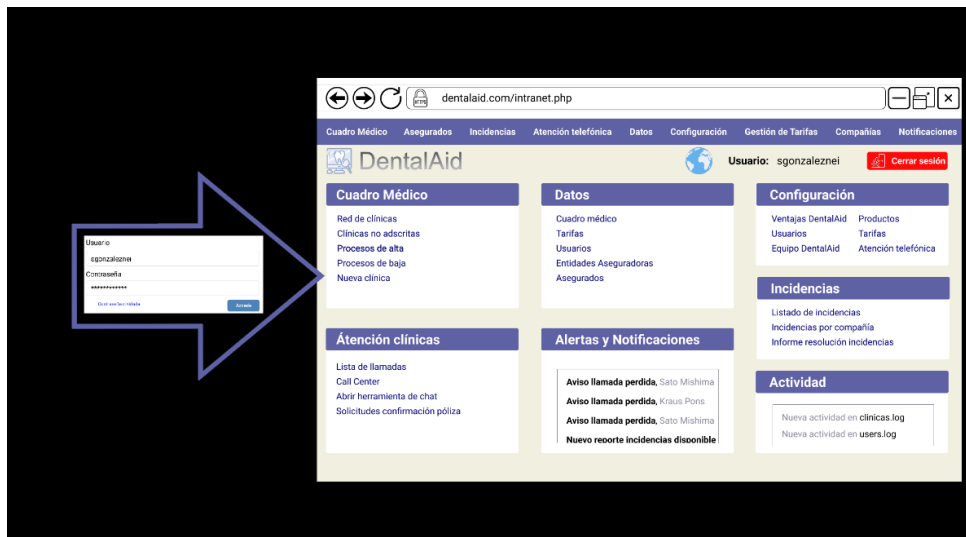 dentalaid.com/intranet.php
Cuadro Médico Asegurados Incidencias Atención telefónica Datos Configuración Gestión de Tarifas Compañías Notificaciones
DentalAid
Usuario: sgonzaleznei
Cerrar sesión
Usuario
sgonzaleznei
Contraseña
************
Cuadro Médico
Red de clínicas
Clínicas no adscritas
Procesos de alta
Procesos de baja
Nueva clínica
Datos
Cuadro médico
Tarifas
Usuarios
Entidades Aseguradoras
Asegurados
Configuración
Ventajas DentalAid Productos
Usuarios Tarifas
Equipo DentalAid Atención telefónica
Incidencias
Listado de incidencias
Incidencias por compañía
Informe resolución incidencias
Átención clínicas
Lista de llamadas
Call Center
Abrir herramienta de chat
Solicitudes confirmación póliza
Alertas y Notificaciones
Aviso llamada perdida, Sato Mishima
Aviso llamada perdida, Kraus Pons
Aviso llamada perdida, Sato Mishima
Nuevo reporte incidencias disponible
Actividad
Nueva actividad en clinicas.log
Nueva actividad en users.log